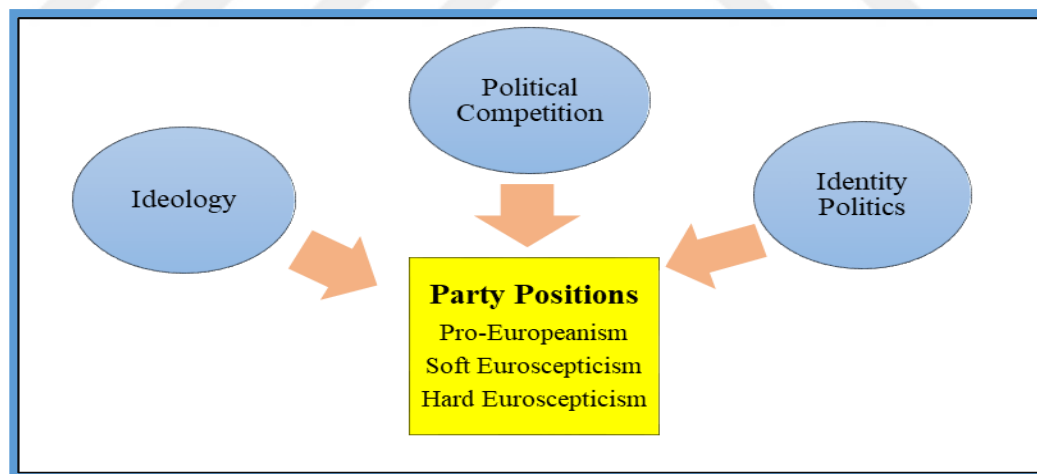 Political
Competition
Ideology
Identity
Politics
Party Positions
Pro-Europeanism
Soft Euroscepticism
Hard Euroscepticism